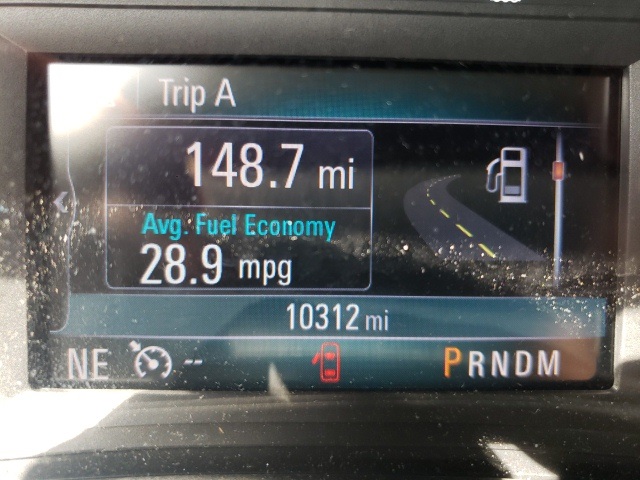 Trip A
148.7 mi
Avg. Fuel Economy
28.9 mpg
10312 mi
NE -- PRNDM